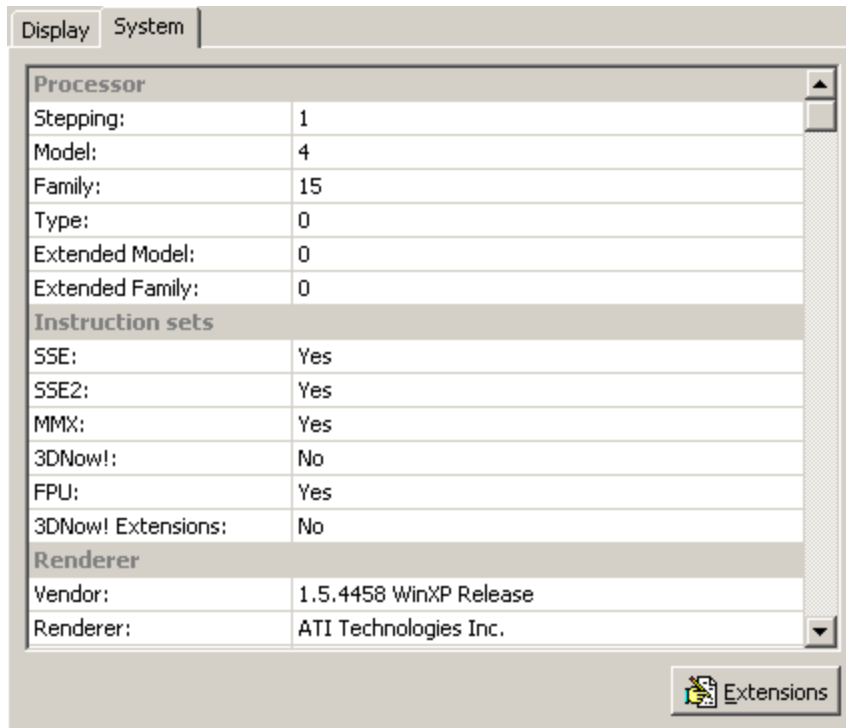 Display System
Processor
Stepping: 1
Model: 4
Family: 15
Type: 0
Extended Model: 0
Extended Family: 0
Instruction sets
SSE: Yes
SSE2: Yes
MMX: Yes
3DNow!: No
FPU: Yes
3DNow! Extensions: No
Renderer
Vendor: 1.5.4458 WinXP Release
Renderer: ATI Technologies Inc.
Extensions